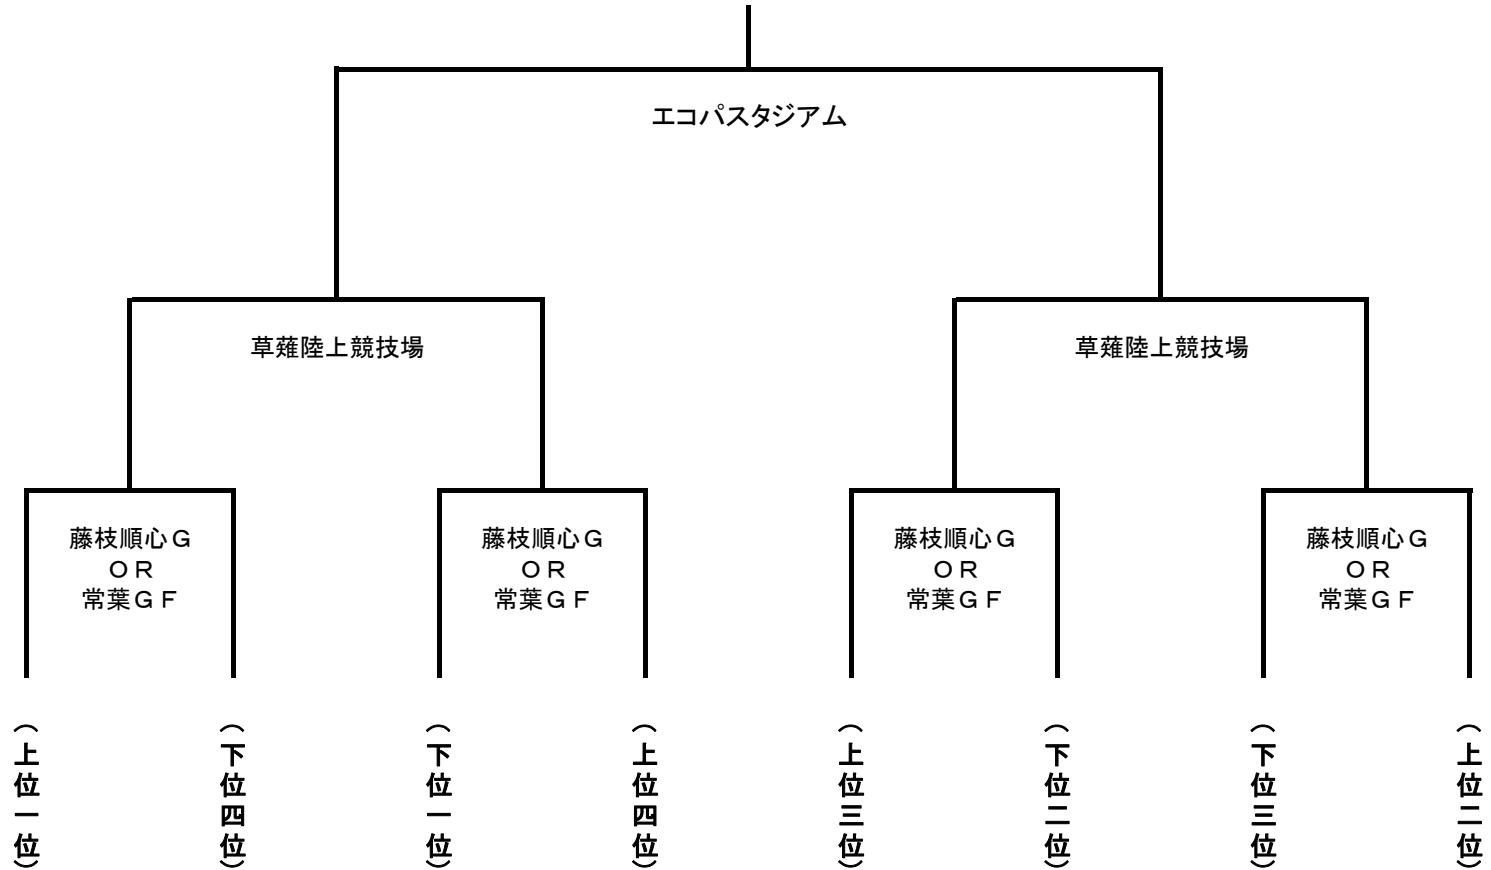 エコパスタジアム
草薙陸上競技場
草薙陸上競技場
藤枝順心Ｇ
ＯＲ
常葉ＧＦ
藤枝順心Ｇ
ＯＲ
常葉ＧＦ
藤枝順心Ｇ
ＯＲ
常葉ＧＦ
藤枝順心Ｇ
ＯＲ
常葉ＧＦ
（上位一位）
（下位四位）
（下位一位）
（上位四位）
（上位三位）
（下位二位）
（下位三位）
（上位二位）